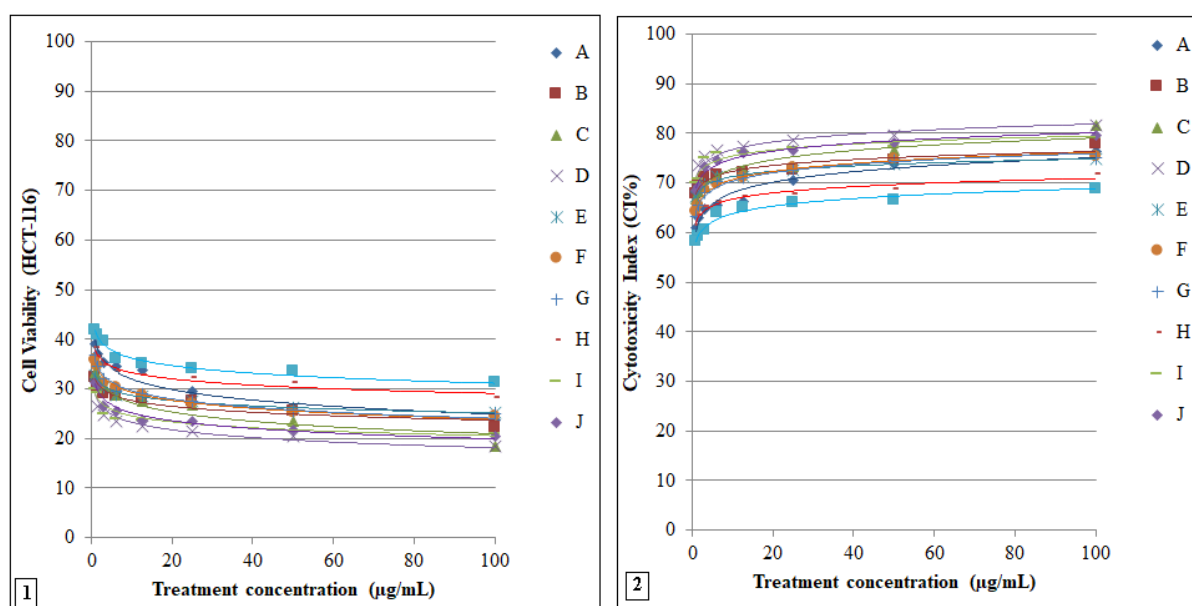 Cell Viability (HCT-116)
100
90
80
70
60
50
40
30
20
10
0
0 20 40 60 80 100
Treatment concentration (µg/mL)
A
B
C
D
E
F
G
H
I
J
1
Cytotoxicity Index (CI%)
100
90
80
70
60
50
40
30
20
10
0
0 20 40 60 80 100
Treatment concentration (µg/mL)
A
B
C
D
E
F
G
H
I
J
2